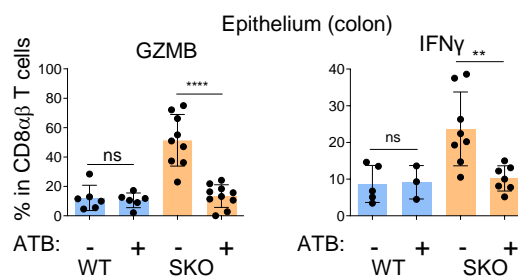 Epithelium (colon)
GZMB
IFNγ
% in CD8αβ T cells
100
80
60
40
20
0
ns
****
40
30
20
10
0
ns
**
ATB: - + - +
WT SKO
ATB: - + - +
WT SKO